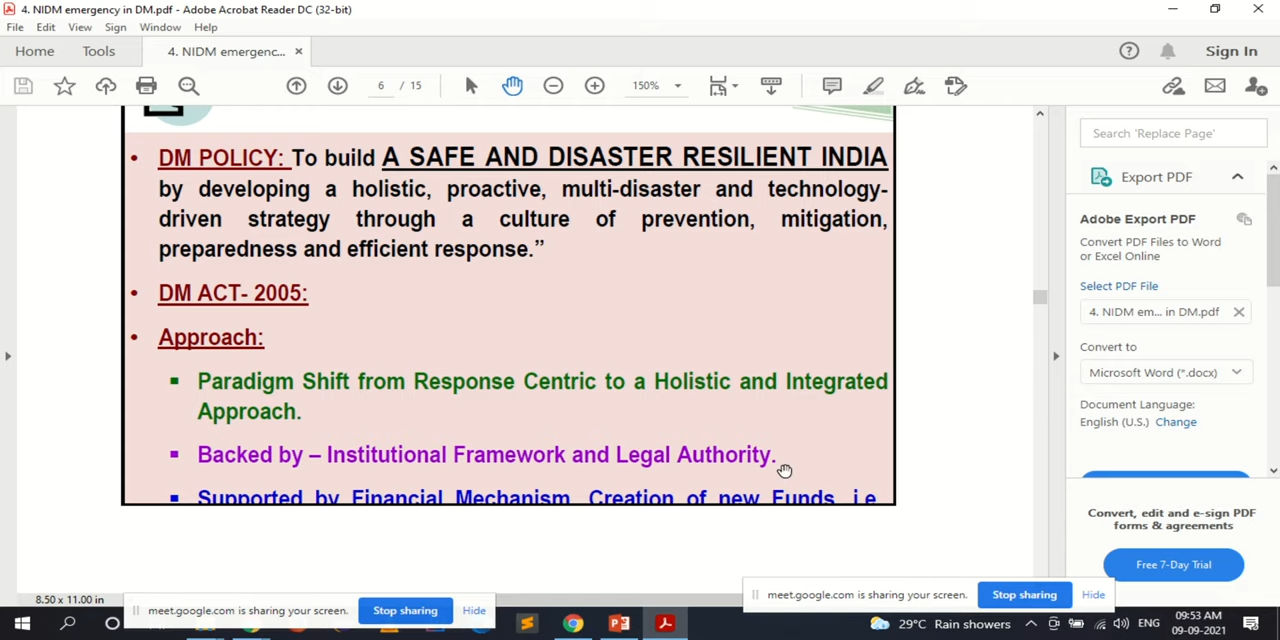 4. NIDM emergency in DM.pdf - Adobe Acrobat Reader DC (32-bit)
File Edit View Sign Window Help
Home Tools 4. NIDM emergenc... × Sign In
6 / 15 150%
Search 'Replace Page'
Export PDF
Adobe Export PDF
Convert PDF Files to Word
or Excel Online
Select PDF File
4. NIDM em... in DM.pdf
Convert to
Microsoft Word (*.docx)
Document Language:
English (U.S.) Change
Convert, edit and e-sign PDF
forms & agreements
Free 7-Day Trial
• DM POLICY: To build A SAFE AND DISASTER RESILIENT INDIA
by developing a holistic, proactive, multi-disaster and technology-
driven strategy through a culture of prevention, mitigation,
preparedness and efficient response.”
• DM ACT- 2005:
• Approach:
▪ Paradigm Shift from Response Centric to a Holistic and Integrated
Approach.
▪ Backed by – Institutional Framework and Legal Authority.
▪ Supported by Financial Mechanism, Creation of new Funds, i.e.
8.50 x 11.00 in
meet.google.com is sharing your screen. Stop sharing Hide
meet.google.com is sharing your screen. Stop sharing Hide
29°C Rain showers ENG
09:53 AM
09-09-2021